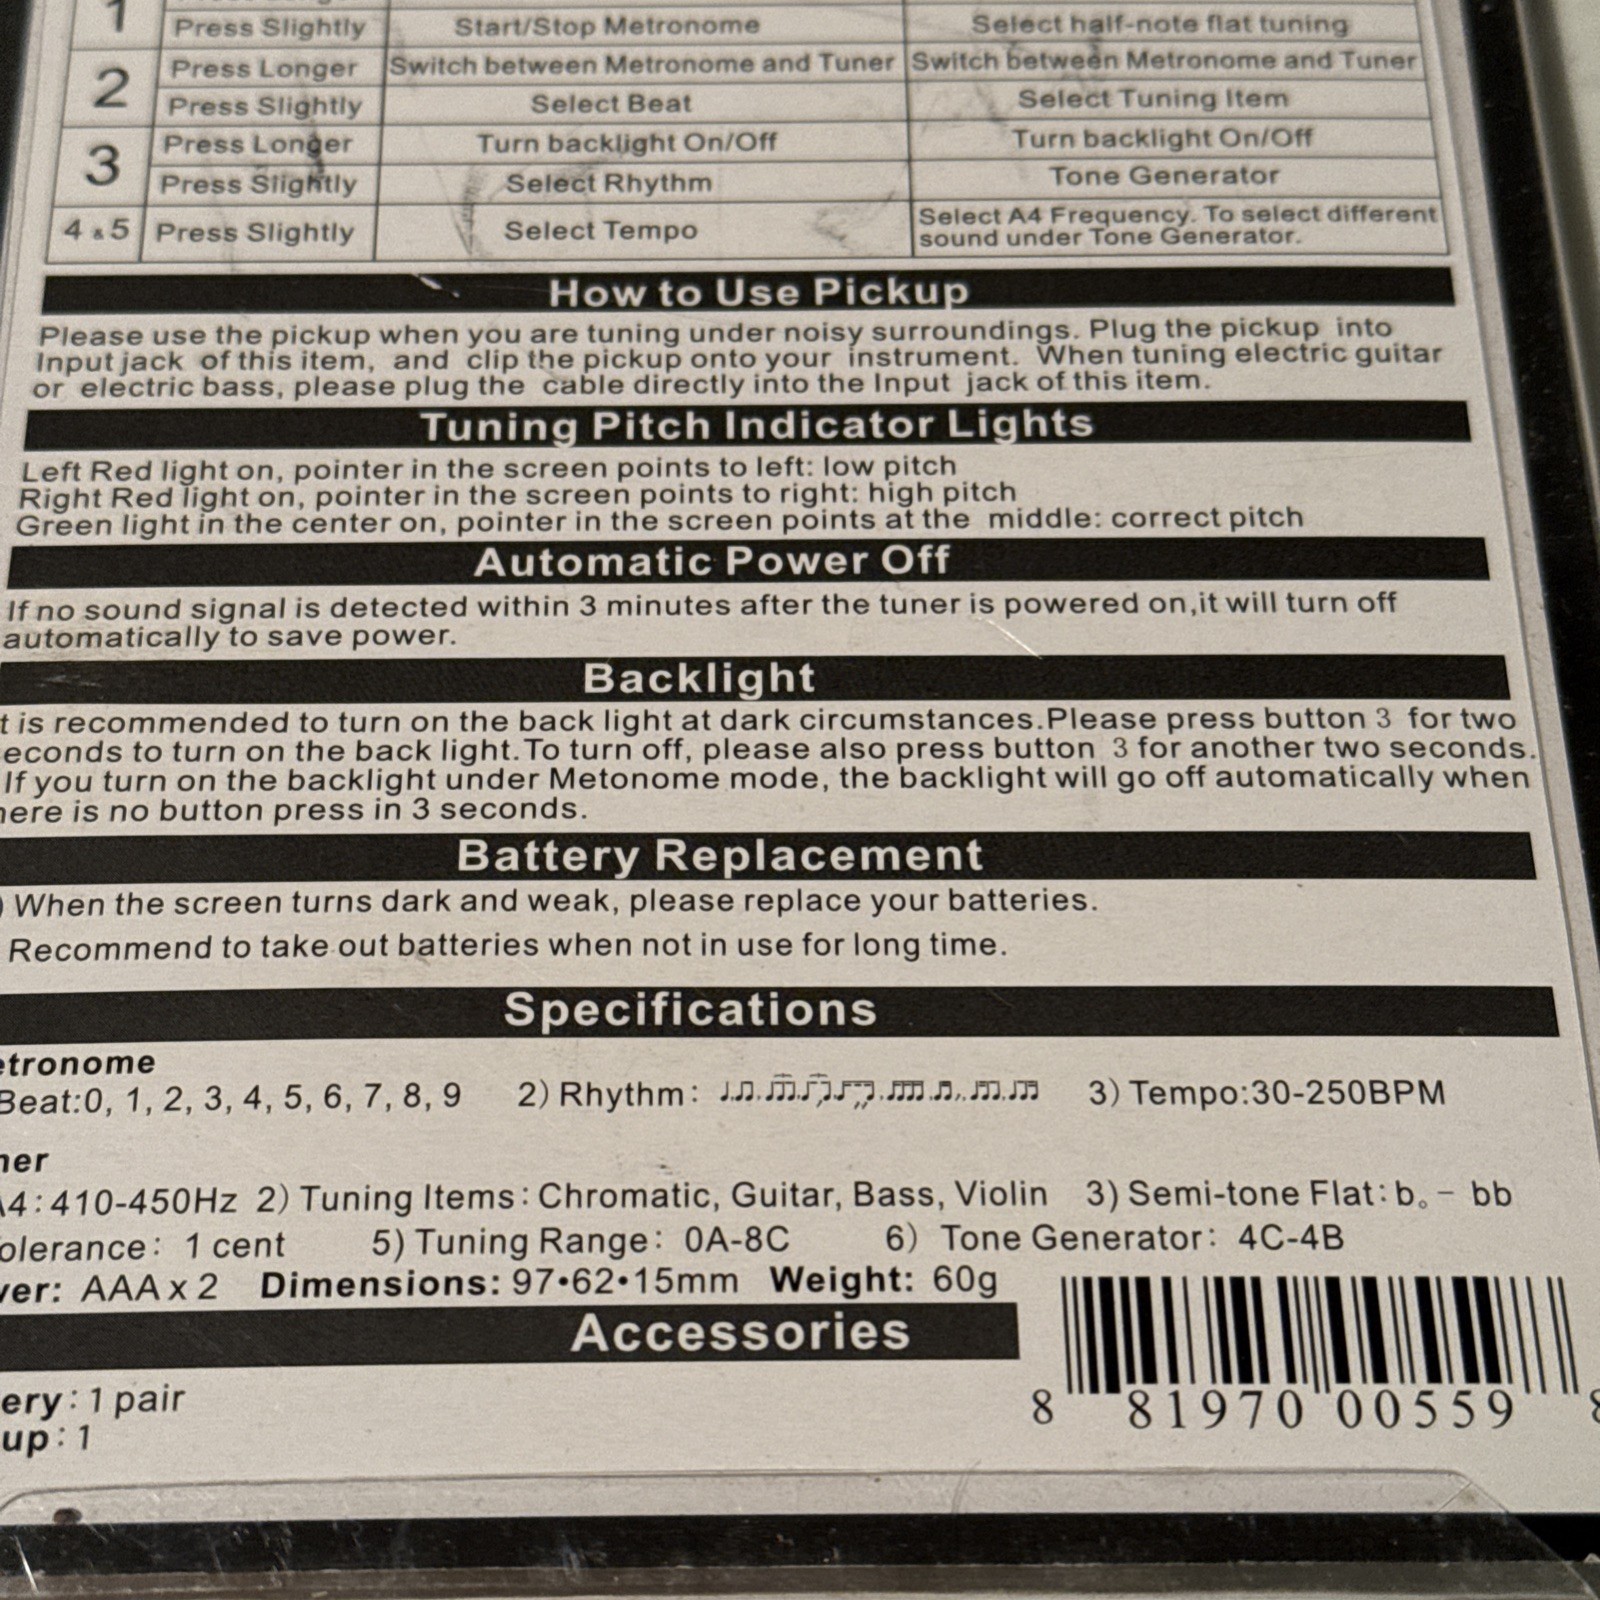 1 Press Slightly Start/Stop Metronome Select half-note flat tuning
2 Press Longer Switch between Metronome and Tuner Switch between Metronome and Tuner
Press Slightly Select Beat Select Tuning Item
3 Press Longer Turn backlight On/Off Turn backlight On/Off
Press Slightly Select Rhythm Tone Generator
4 & 5 Press Slightly Select Tempo Select A4 Frequency. To select different
sound under Tone Generator.
How to Use Pickup
Please use the pickup when you are tuning under noisy surroundings. Plug the pickup into
Input jack of this item, and clip the pickup onto your instrument. When tuning electric guitar
or electric bass, please plug the cable directly into the Input jack of this item.
Tuning Pitch Indicator Lights
Left Red light on, pointer in the screen points to left: low pitch
Right Red light on, pointer in the screen points to right: high pitch
Green light in the center on, pointer in the screen points at the middle: correct pitch
Automatic Power Off
If no sound signal is detected within 3 minutes after the tuner is powered on,it will turn off
automatically to save power.
Backlight
t is recommended to turn on the back light at dark circumstances.Please press button 3 for two
econds to turn on the back light.To turn off, please also press button 3 for another two seconds.
If you turn on the backlight under Metonome mode, the backlight will go off automatically when
here is no button press in 3 seconds.
Battery Replacement
) When the screen turns dark and weak, please replace your batteries.
Recommend to take out batteries when not in use for long time.
Specifications
etronome
Beat:0, 1, 2, 3, 4, 5, 6, 7, 8, 9 2) Rhythm: 3) Tempo:30-250BPM
ner
A4:410-450Hz 2) Tuning Items: Chromatic, Guitar, Bass, Violin 3) Semi-tone Flat: b。- bb
olerance: 1 cent 5) Tuning Range: 0A-8C 6) Tone Generator: 4C-4B
wer: AAA x 2 Dimensions: 97•62•15mm Weight: 60g
Accessories
ery: 1 pair
up: 1
8 81970 00559 8